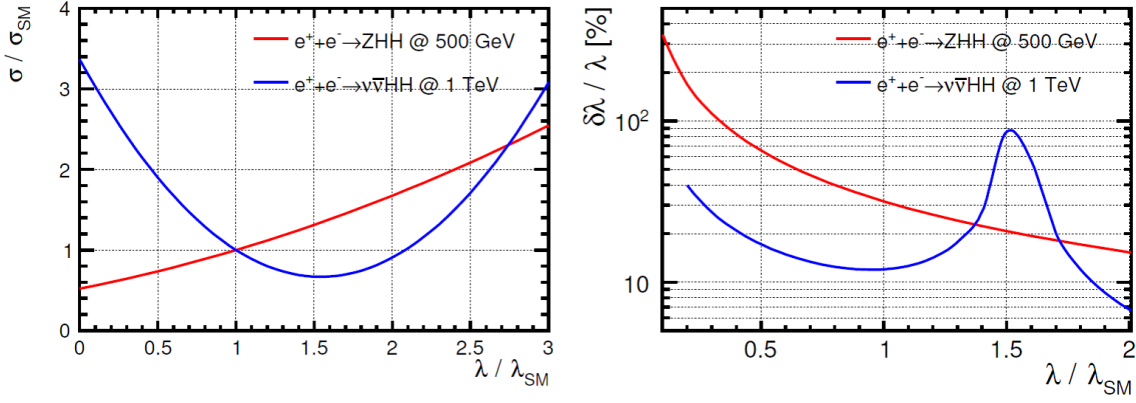 σ / σSM
4
3
2
1
0
e⁺+e⁻→ZHH @ 500 GeV
e⁺+e⁻→νν̅HH @ 1 TeV
0 0.5 1 1.5 2 2.5 3
λ / λSM
δλ / λ [%]
10²
10
e⁺+e⁻→ZHH @ 500 GeV
e⁺+e⁻→νν̅HH @ 1 TeV
0.5 1 1.5 2
λ / λSM